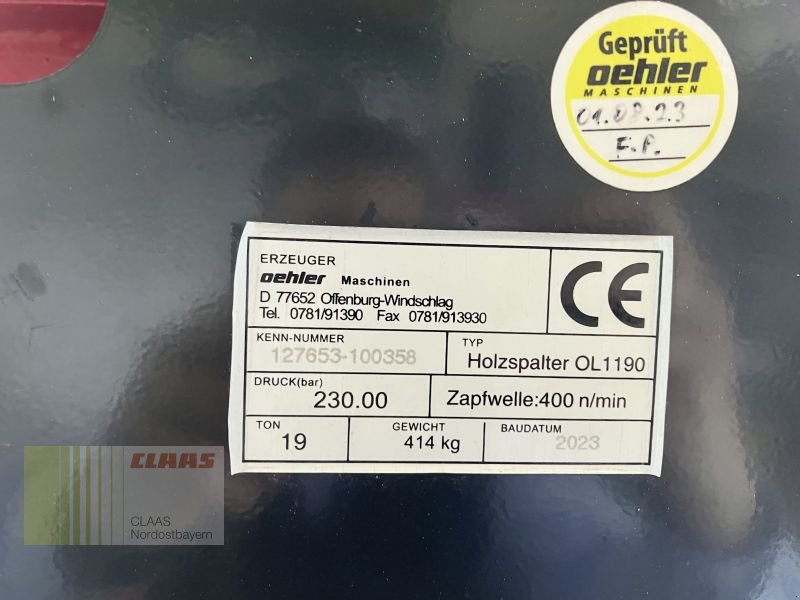 Geprüft
oehler
MASCHINEN
01.08.23
F.P.
ERZEUGER
oehler Maschinen
D 77652 Offenburg-Windschlag
Tel. 0781/91390 Fax 0781/913930
CE
KENN-NUMMER
127653-100358
TYP
Holzspalter OL1190
DRUCK(bar)
230.00
Zapfwelle:400 n/min
TON
19
GEWICHT
414 kg
BAUDATUM
2023
CLAAS
CLAAS
Nordostbayern